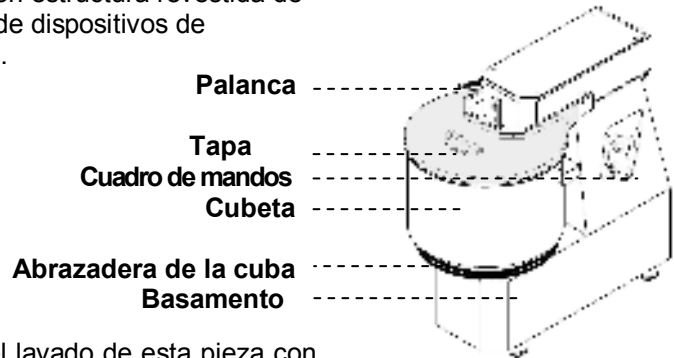 estructura revestida de
de dispositivos de
.
Palanca
Tapa
Cuadro de mandos
Cubeta
Abrazadera de la cuba
Basamento
lavado de esta pieza con